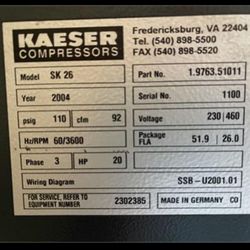 KAESER
COMPRESSORS
Fredericksburg, VA 22404
Tel. (540) 898-5500
FAX (540) 898-5520
Model SK 26 Part No. 1.9763.51011
Year 2004 Serial No. 1100
psig 110 cfm 92 Voltage 230 | 460
Hz/RPM 60/3600 Package FLA 51.9 | 26.0
Phase 3 HP 20
Wiring Diagram SSB-U2001.01
FOR SERVICE, REFER TO
EQUIPMENT NUMBER 2302385 MADE IN GERMANY CO